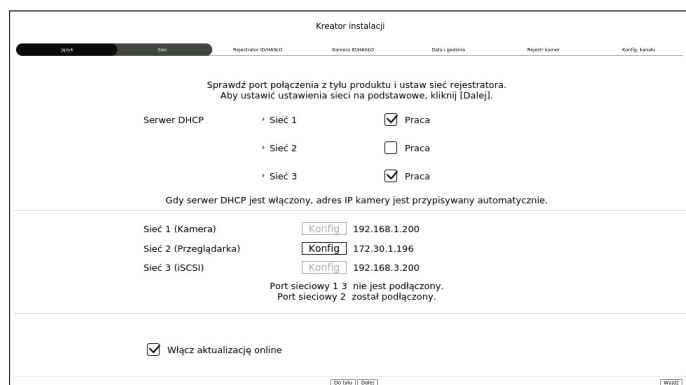 Kreator instalacji
Język Sieć Rejestrator ID/HASŁO Kamera ID/HASŁO Data i godzina Rejestr kamer Konfig. kanału
Sprawdź port połączenia z tyłu produktu i ustaw sieć rejestratora.
Aby ustawić ustawienia sieci na podstawowe, kliknij [Dalej].
Serwer DHCP Sieć 1 Praca
Sieć 2 Praca
Sieć 3 Praca
Gdy serwer DHCP jest włączony, adres IP kamery jest przypisywany automatycznie.
Sieć 1 (Kamera) Konfig 192.168.1.200
Sieć 2 (Przeglądarka) Konfig 172.30.1.196
Sieć 3 (iSCSI) Konfig 192.168.3.200
Port sieciowy 1 3 nie jest podłączony.
Port sieciowy 2 został podłączony.
Włącz aktualizację online
Do tyłu Dalej Wyjdź